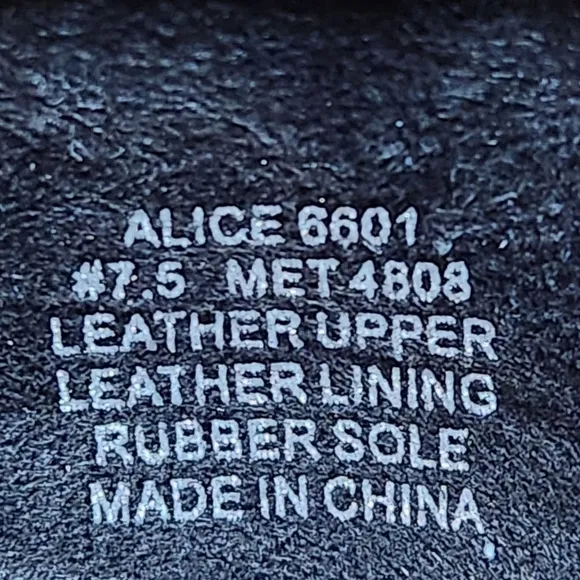 ALICE 6601
#7.5 MET 4808
LEATHER UPPER
LEATHER LINING
RUBBER SOLE
MADE IN CHINA